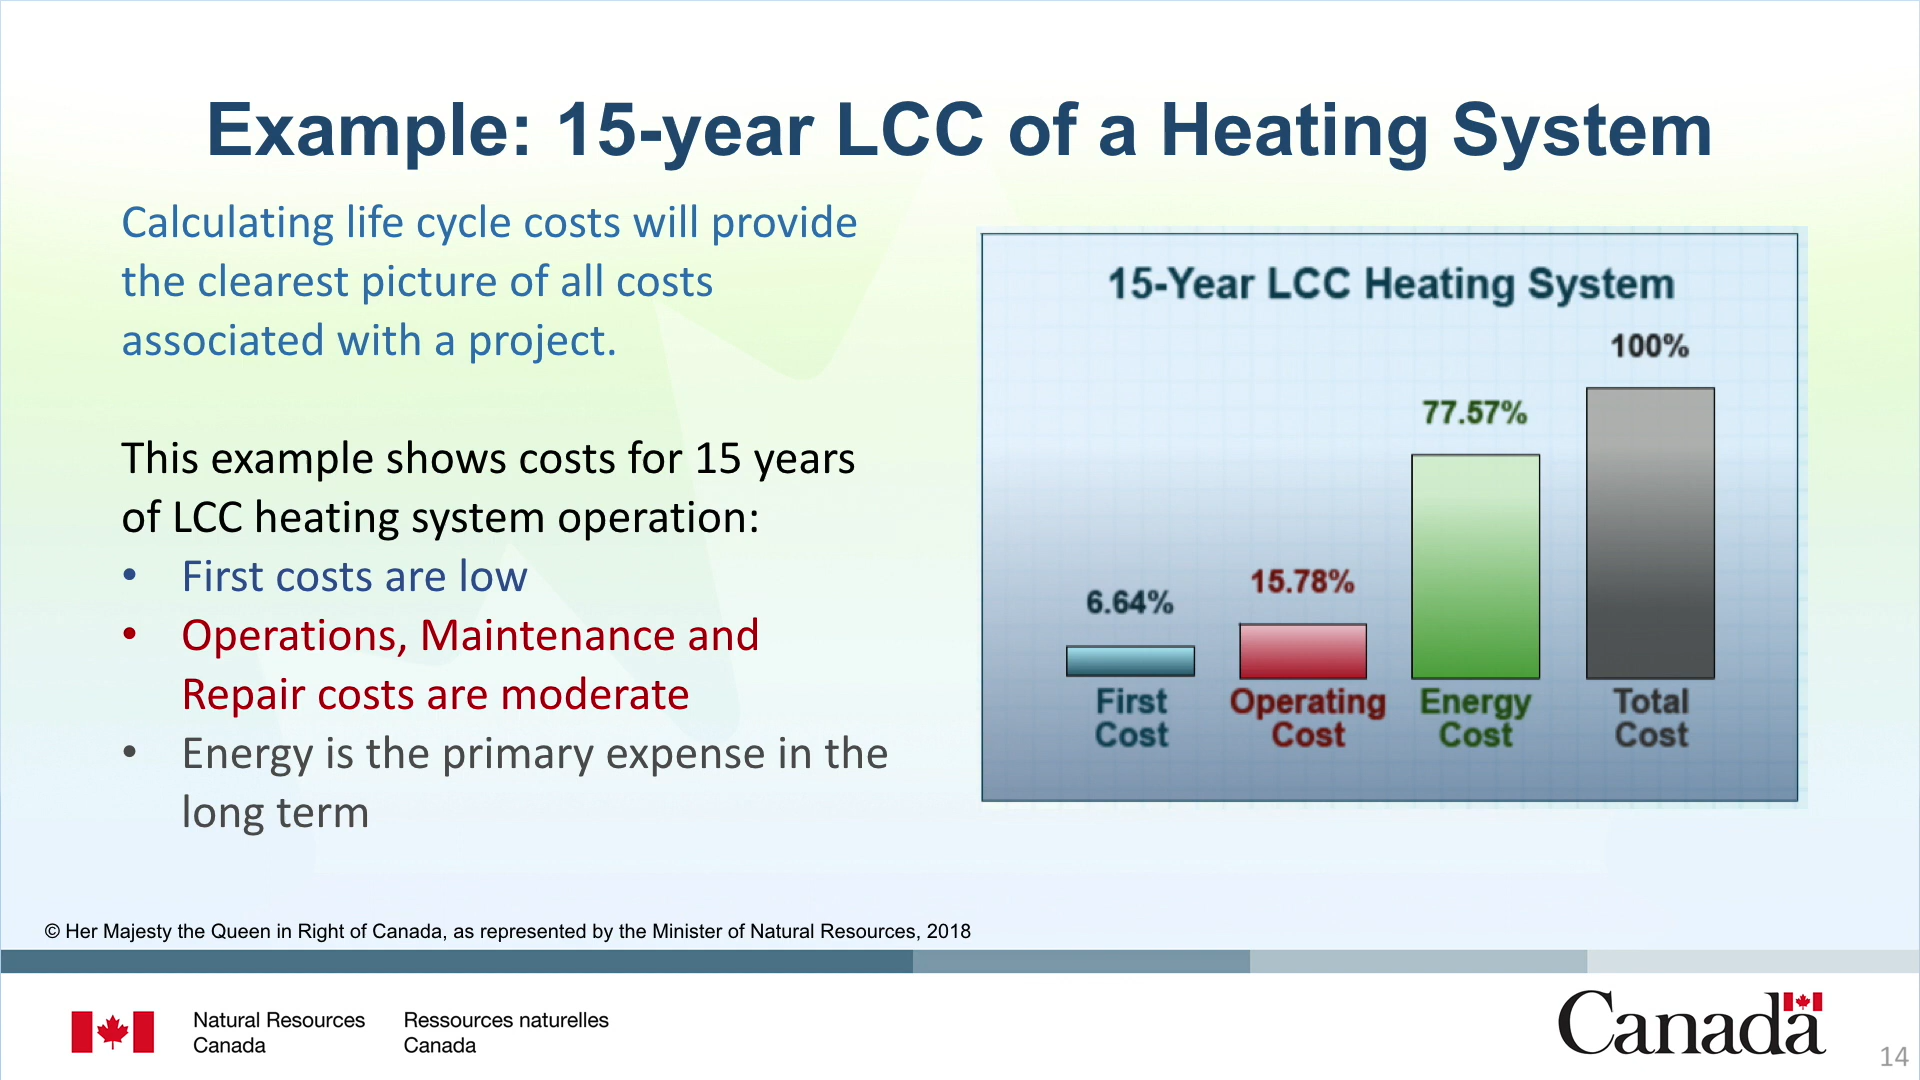 Example: 15-year LCC of a Heating System
Calculating life cycle costs will provide
the clearest picture of all costs
associated with a project.
This example shows costs for 15 years
of LCC heating system operation:
• First costs are low
• Operations, Maintenance and
Repair costs are moderate
• Energy is the primary expense in the
long term
15-Year LCC Heating System
100%
77.57%
15.78%
6.64%
First
Cost
Operating
Cost
Energy
Cost
Total
Cost
© Her Majesty the Queen in Right of Canada, as represented by the Minister of Natural Resources, 2018
Natural Resources
Canada
Ressources naturelles
Canada
Canada
14